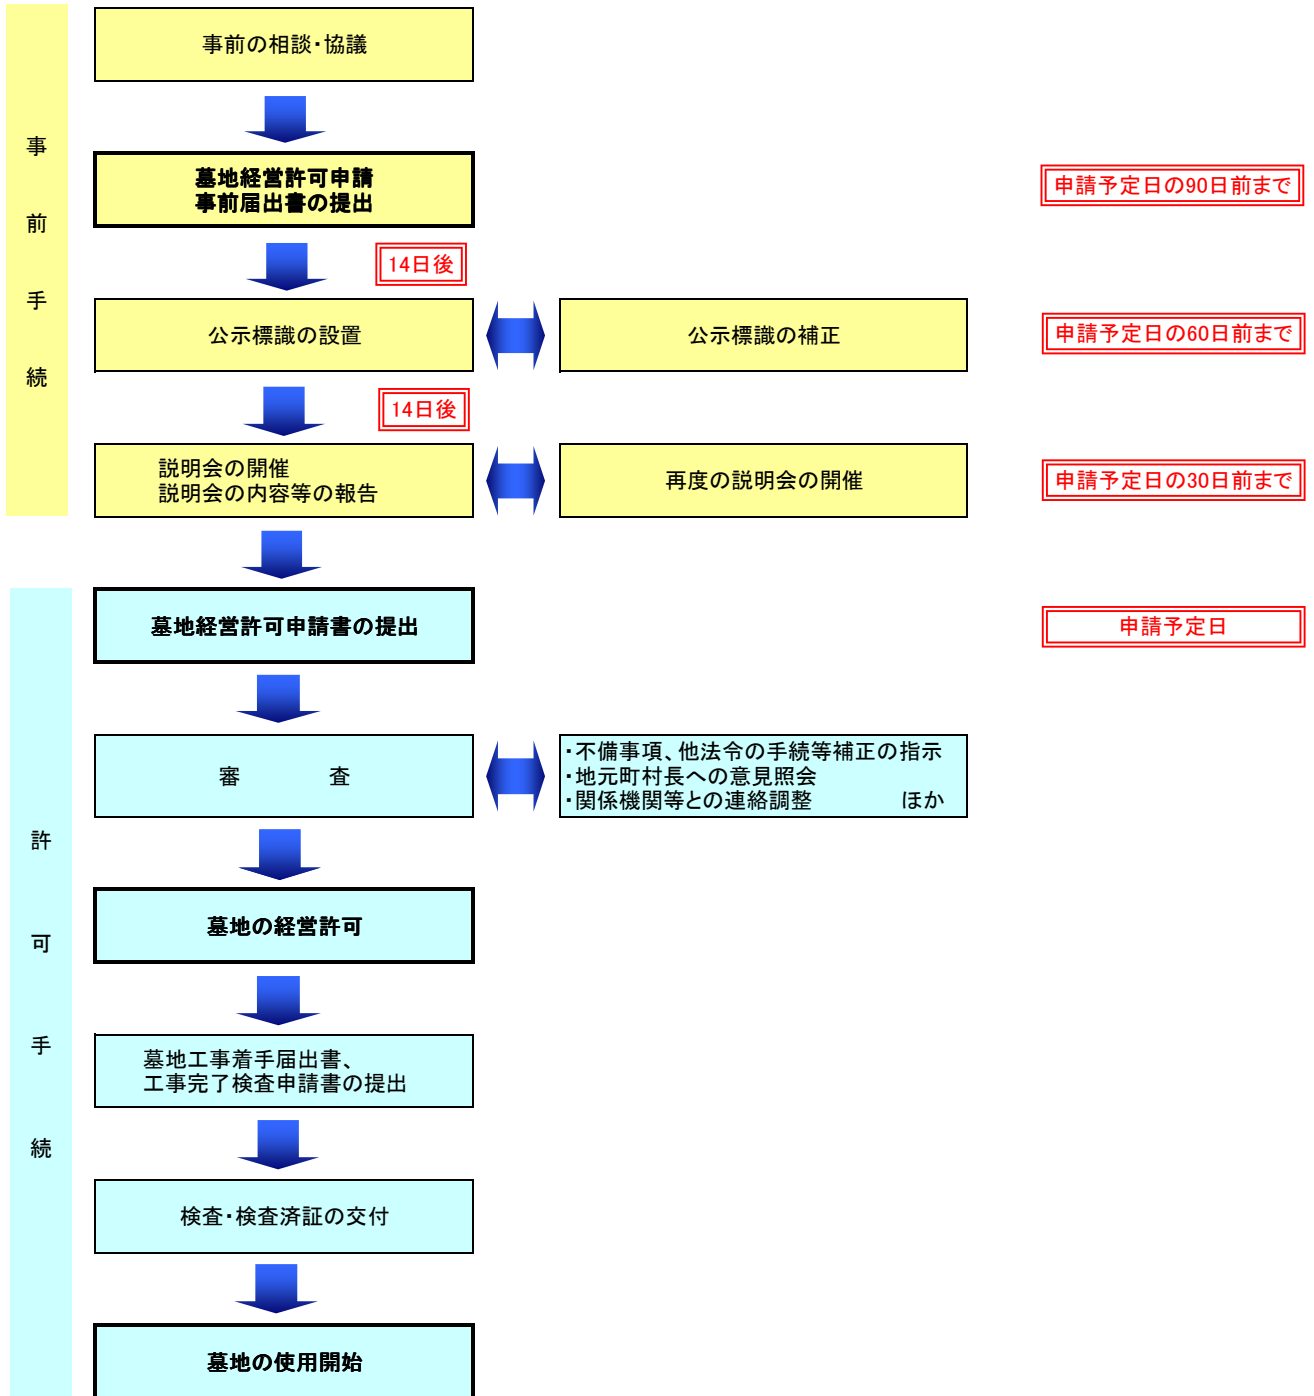 事前手続
事前の相談・協議
墓地経営許可申請
事前届出書の提出
申請予定日の90日前まで
14日後
公示標識の設置
公示標識の補正
申請予定日の60日前まで
14日後
説明会の開催
説明会の内容等の報告
再度の説明会の開催
申請予定日の30日前まで
許可手続
墓地経営許可申請書の提出
申請予定日
審　　　　査
・不備事項、他法令の手続等補正の指示
・地元町村長への意見照会
・関係機関等との連絡調整　　　　ほか
墓地の経営許可
墓地工事着手届出書、
工事完了検査申請書の提出
検査・検査済証の交付
墓地の使用開始